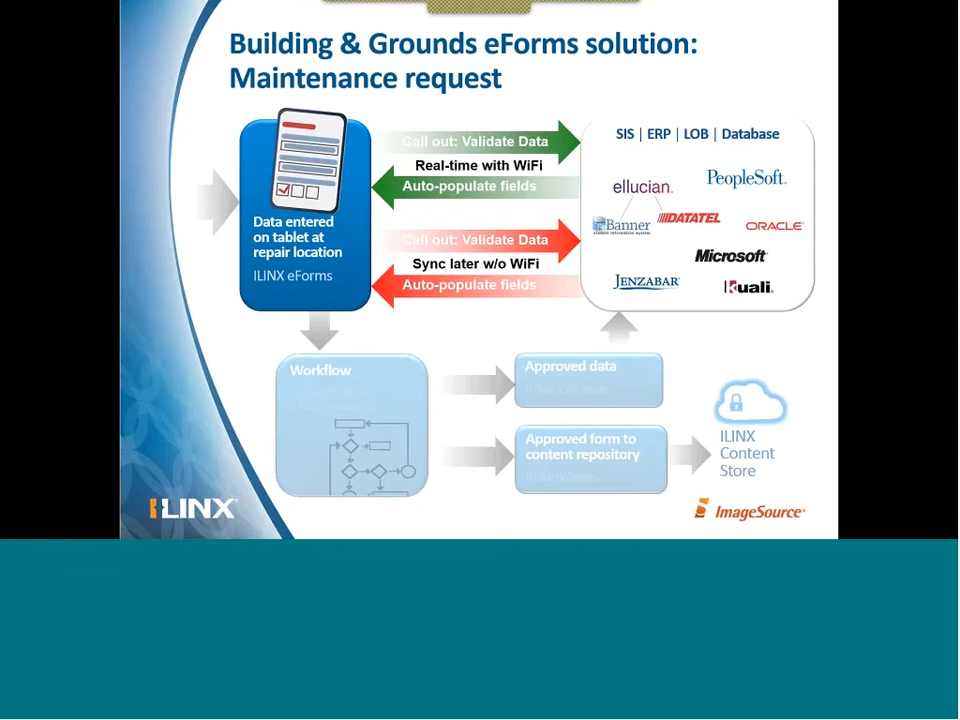 Building & Grounds eForms solution:
Maintenance request
Data entered
on tablet at
repair location
ILINX eForms
Call out: Validate Data
Real-time with WiFi
Auto-populate fields
Call out: Validate Data
Sync later w/o WiFi
Auto-populate fields
SIS | ERP | LOB | Database
ellucian.
PeopleSoft.
Banner
DATATEL
ORACLE
Microsoft
JENZABAR
Kuali
Workflow
Approved data
Approved form to
content repository
ILINX
Content
Store
ILINX
ImageSource